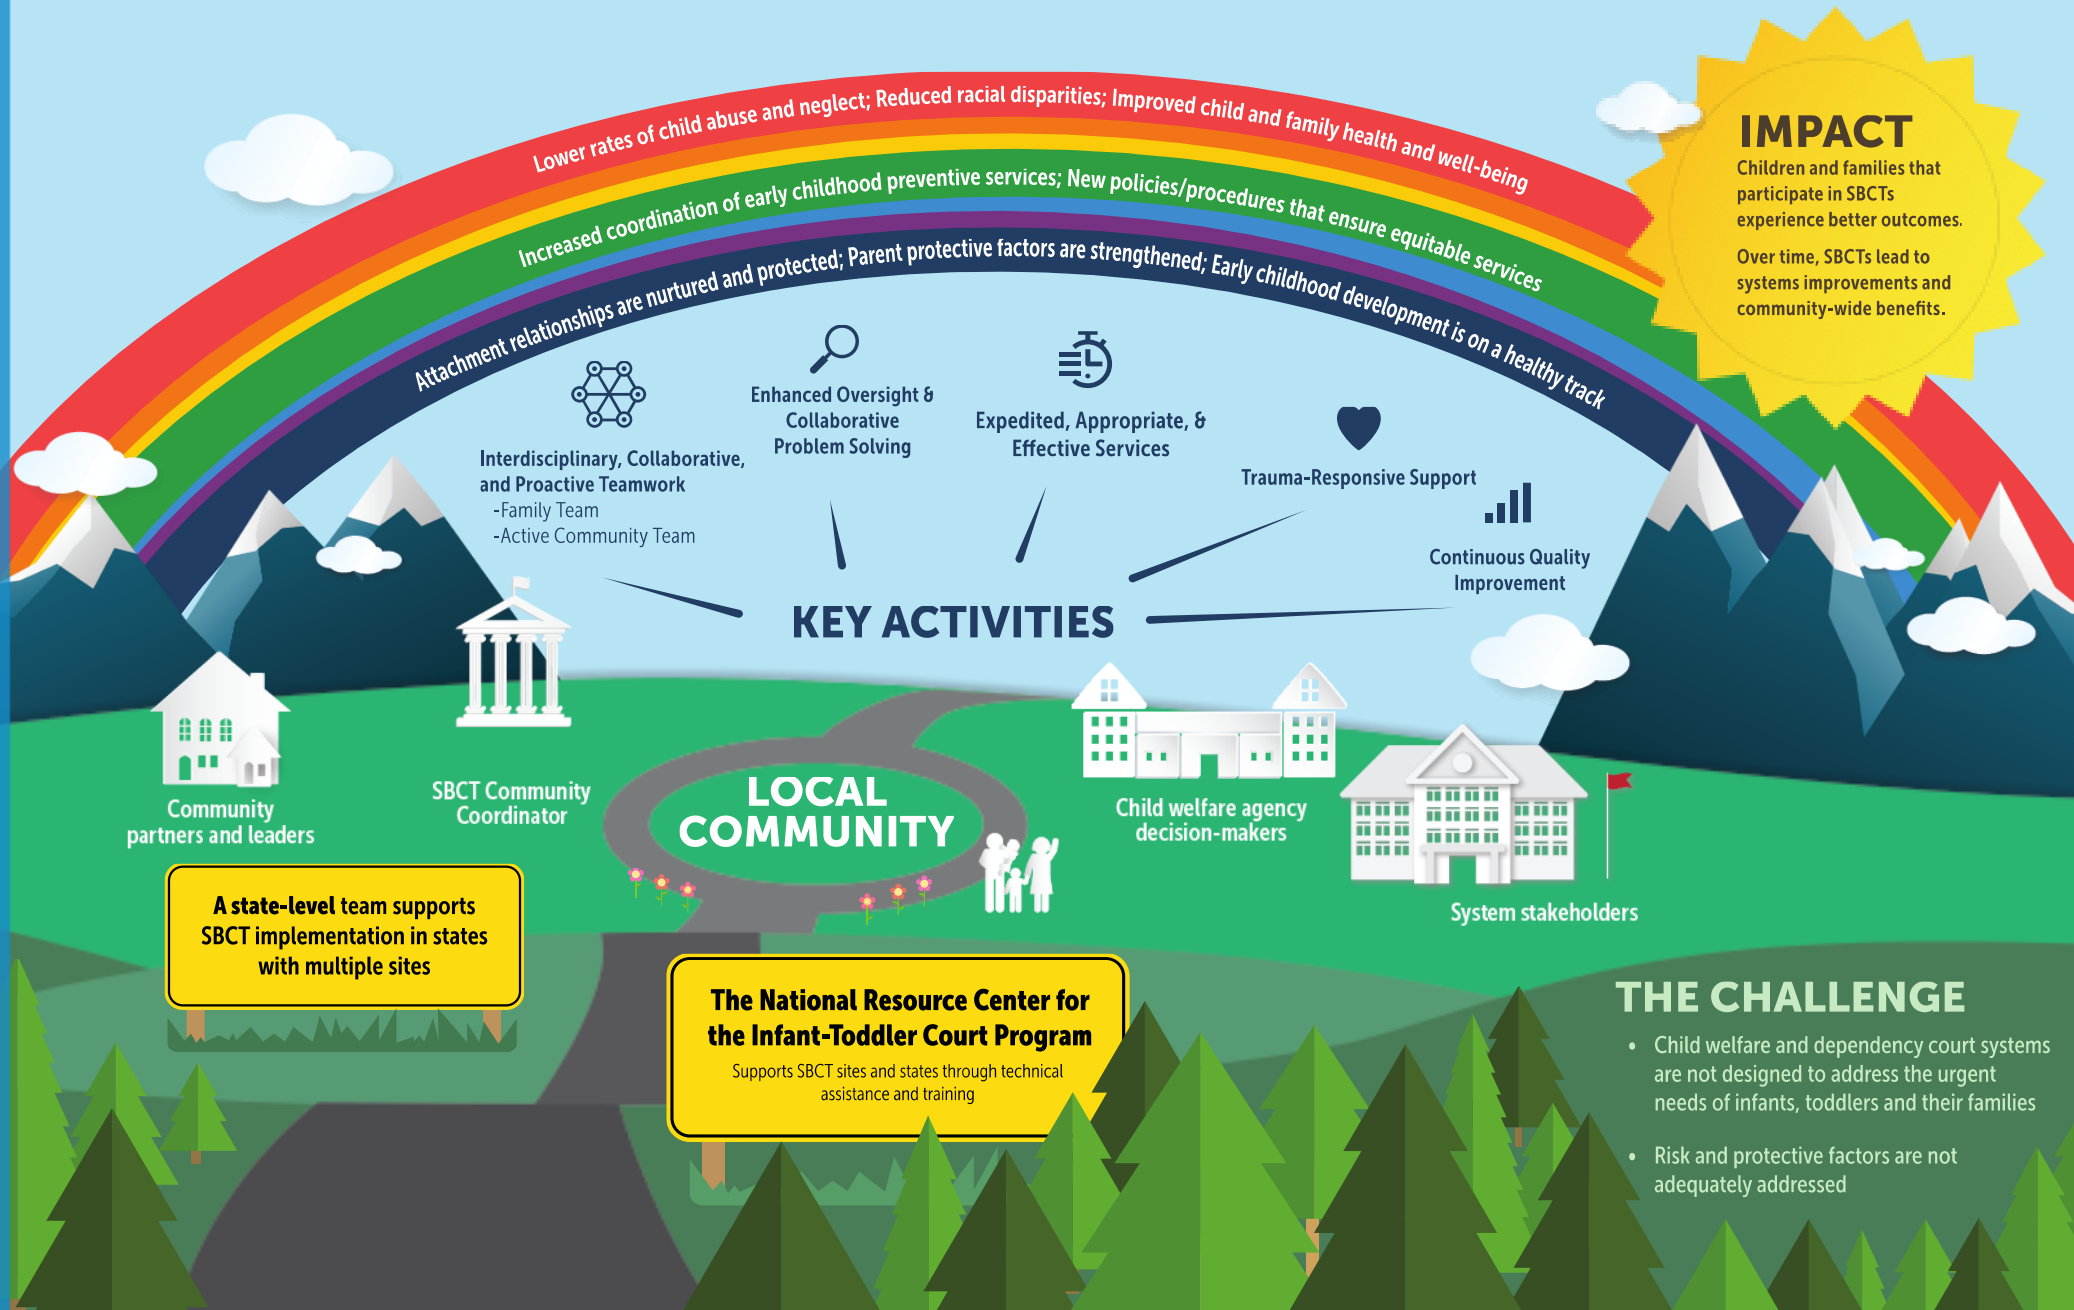 Lower rates of child abuse and neglect; Reduced racial disparities; Improved child and family health and well-being
Increased coordination of early childhood preventive services; New policies/procedures that ensure equitable services
Attachment relationships are nurtured and protected; Parent protective factors are strengthened; Early childhood development is on a healthy track
IMPACT
Children and families that
participate in SBCTs
experience better outcomes.
Over time, SBCTs lead to
systems improvements and
community-wide benefits.
Interdisciplinary, Collaborative,
and Proactive Teamwork
-Family Team
-Active Community Team
Enhanced Oversight &
Collaborative
Problem Solving
Expedited, Appropriate, &
Effective Services
Trauma-Responsive Support
Continuous Quality
Improvement
KEY ACTIVITIES
Community
partners and leaders
SBCT Community
Coordinator
LOCAL
COMMUNITY
Child welfare agency
decision-makers
System stakeholders
A state-level team supports
SBCT implementation in states
with multiple sites
The National Resource Center for
the Infant-Toddler Court Program
Supports SBCT sites and states through technical
assistance and training
THE CHALLENGE
• Child welfare and dependency court systems
are not designed to address the urgent
needs of infants, toddlers and their families
• Risk and protective factors are not
adequately addressed